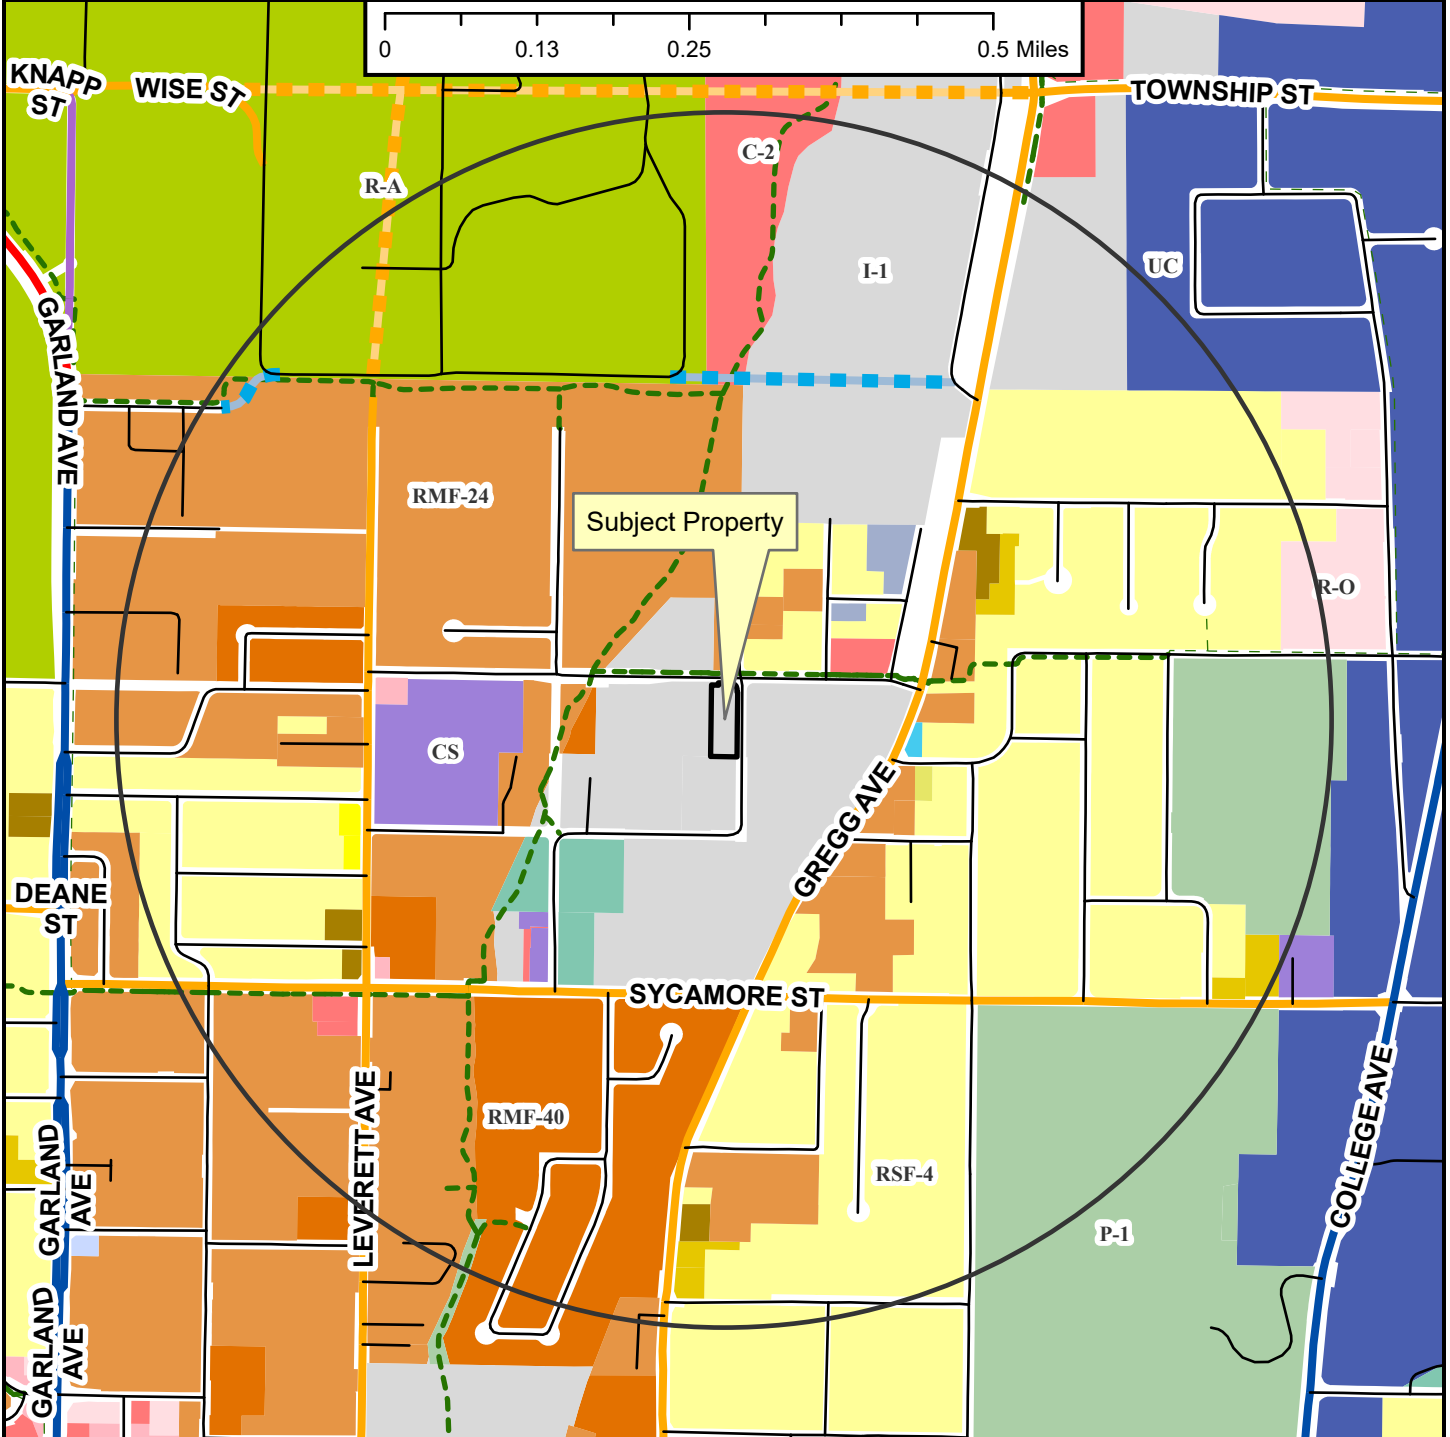 0 0.13 0.25 0.5 Miles
KNAPP
ST
WISE ST
TOWNSHIP ST
C-2
R-A
UC
I-1
GARLAND AVE
RMF-24
Subject Property
R-O
CS
GREGG AVE
DEANE
ST
SYCAMORE ST
LEVERETT AVE
RMF-40
COLLEGE AVE
GARLAND
AVE
RSF-4
P-1
GARLAND
AVE